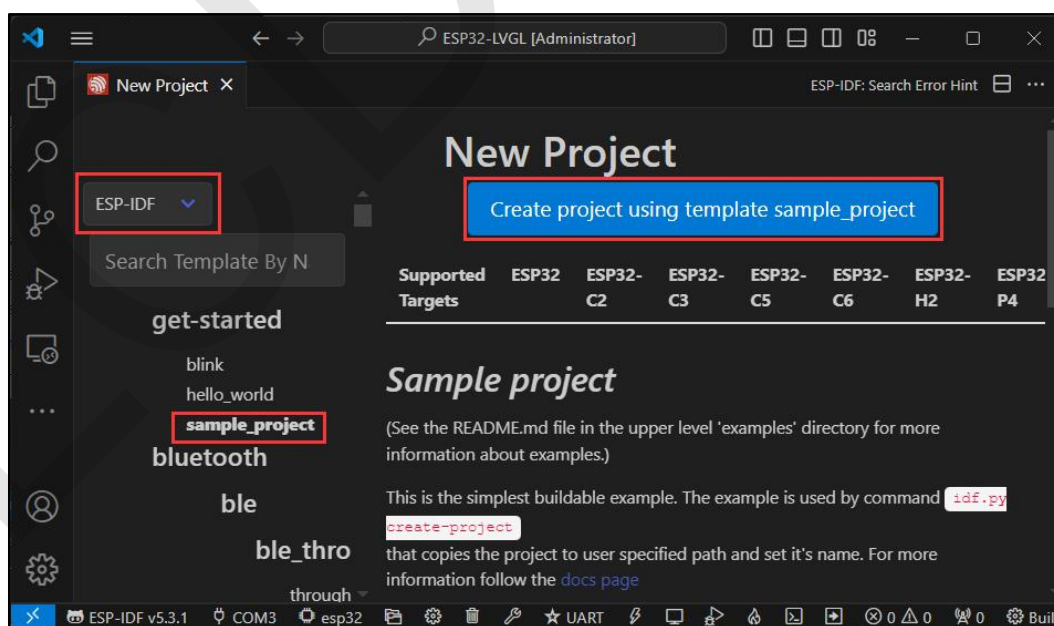 ESP32-LVGL [Administrator]
New Project
ESP-IDF: Search Error Hint
New Project
ESP-IDF
Create project using template sample_project
Search Template By N
Supported Targets ESP32 ESP32-C2 ESP32-C3 ESP32-C5 ESP32-C6 ESP32-H2 ESP32 P4
get-started
blink
hello_world
sample_project
bluetooth
ble
ble_thro
through
Sample project
(See the README.md file in the upper level 'examples' directory for more
information about examples.)
This is the simplest buildable example. The example is used by command idf.py
create-project
that copies the project to user specified path and set it's name. For more
information follow the docs page
ESP-IDF v5.3.1 COM3 esp32 UART 0 0 0 Buil